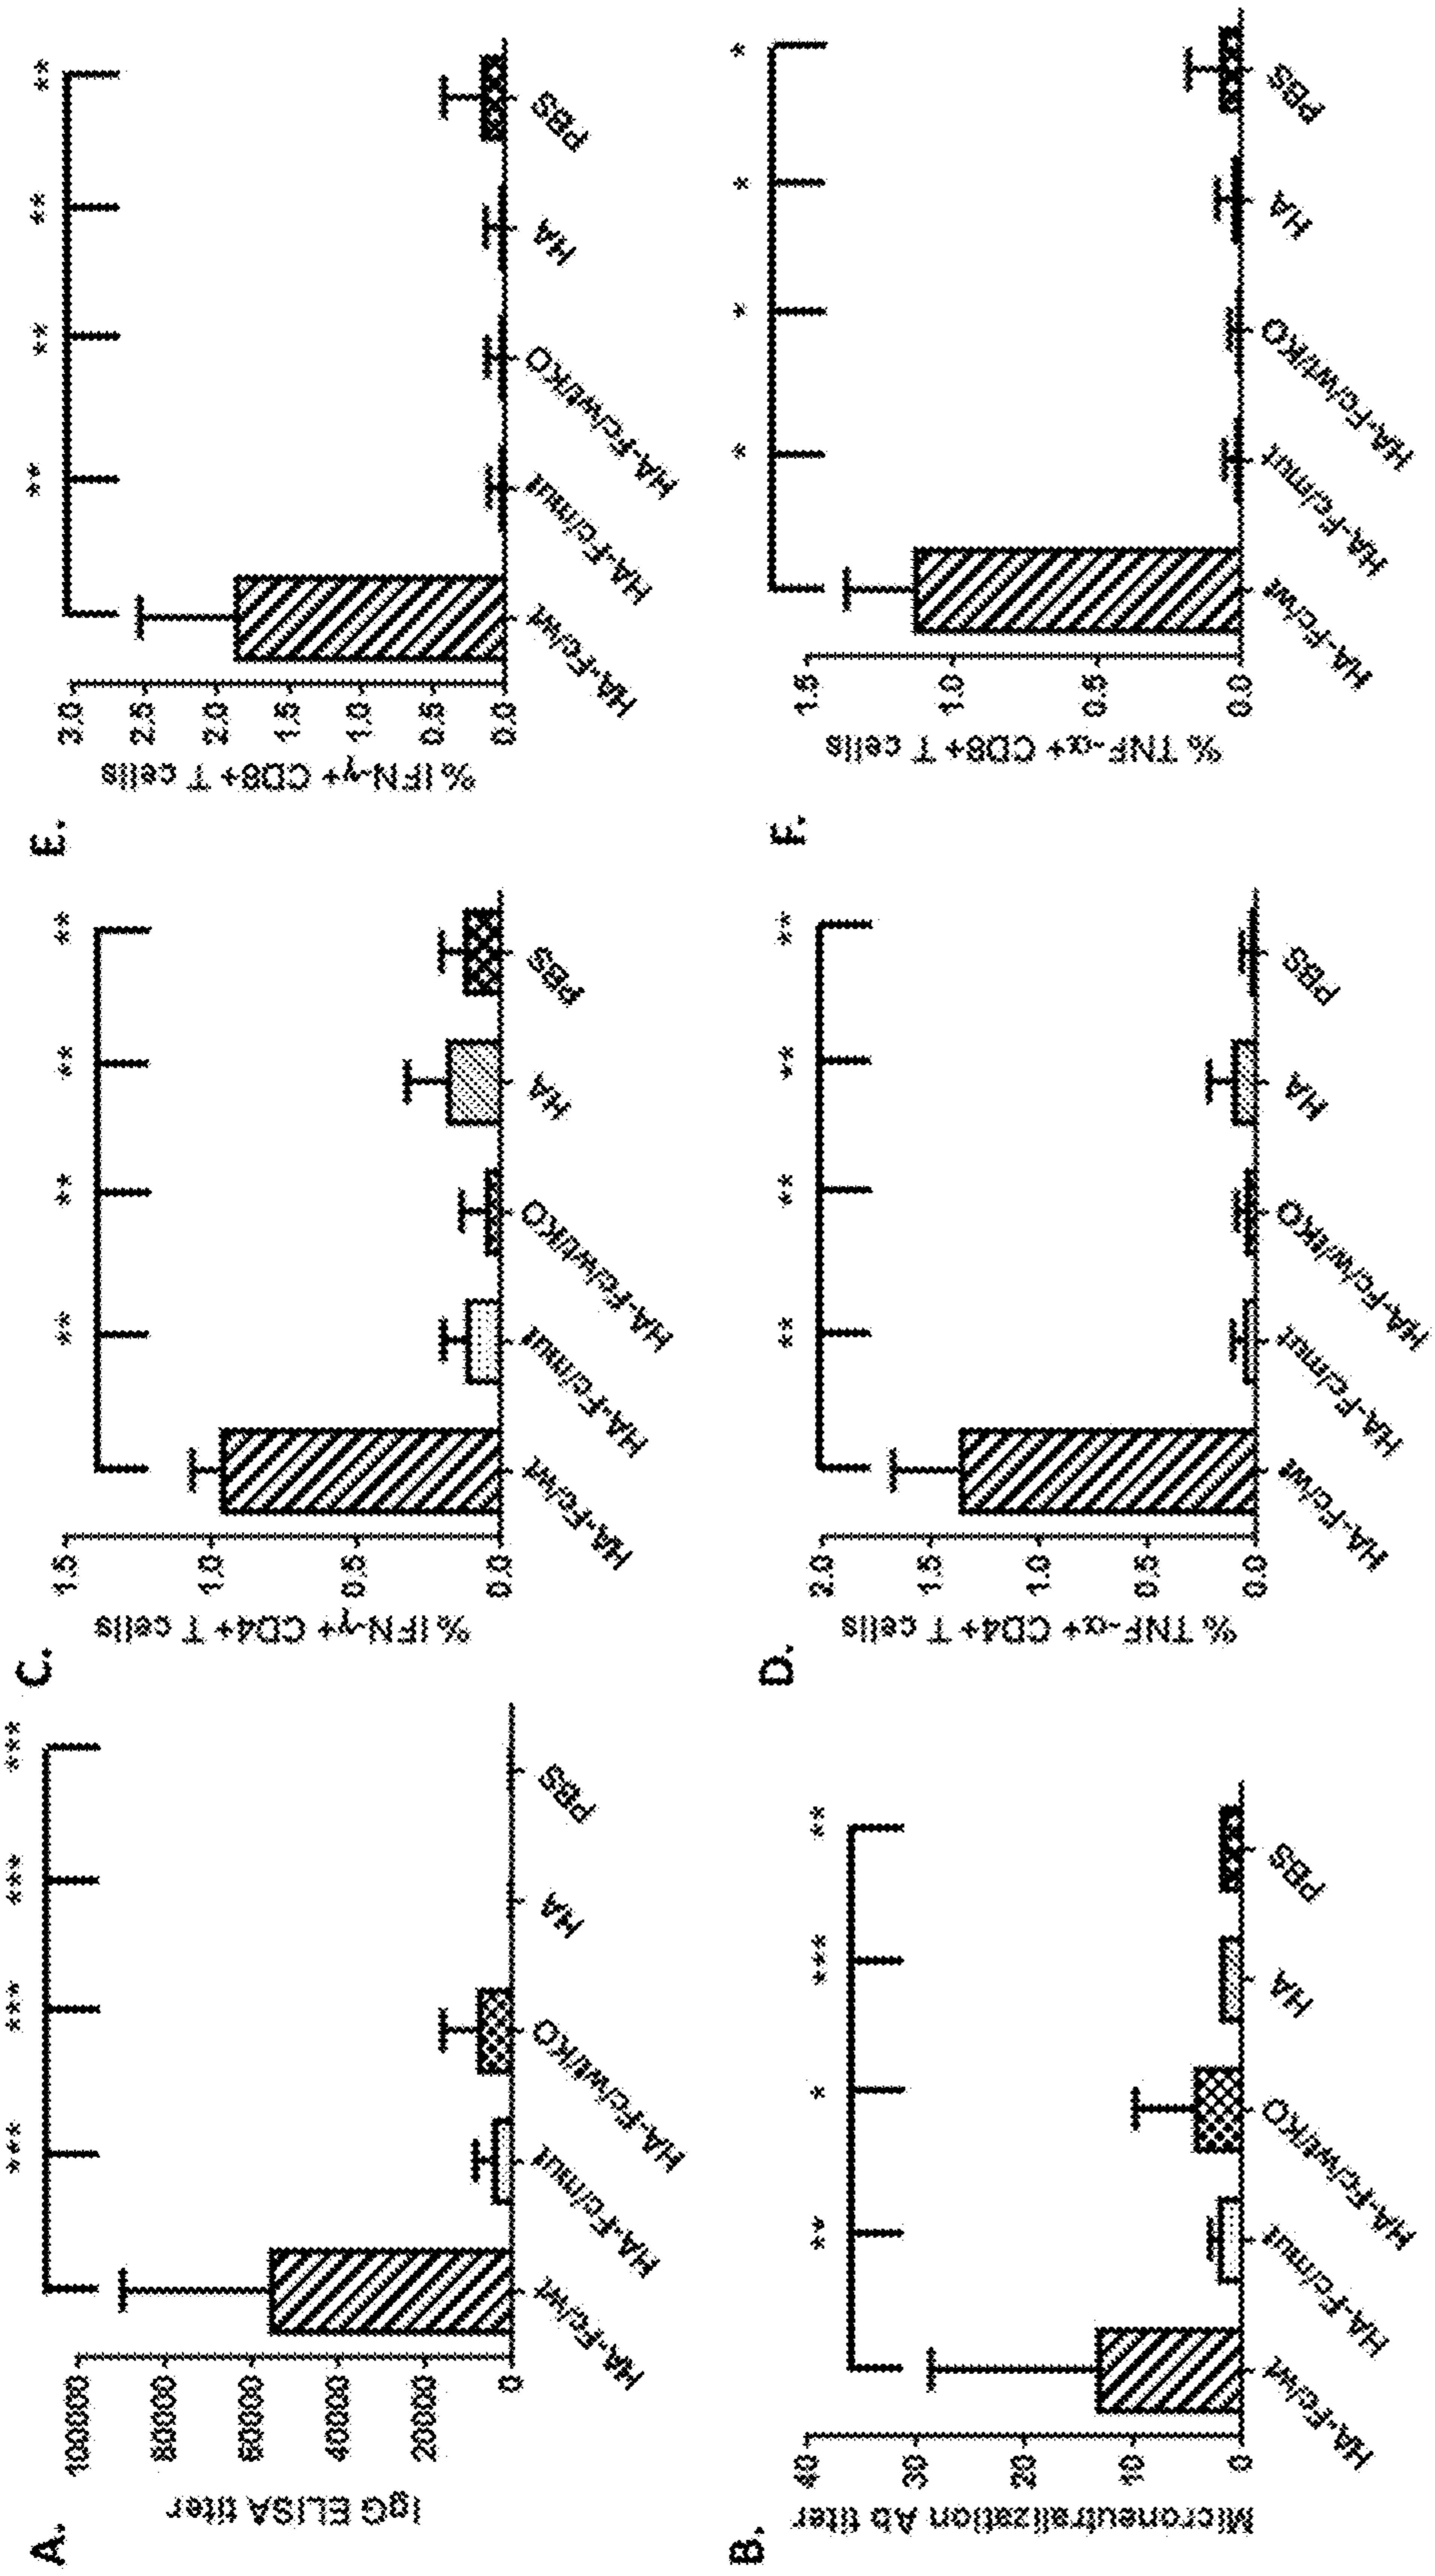 A.
IgG ELISA titer
100000
80000
60000
40000
20000
0
*** *** *** ***
HA-Fc/wt
HA-Fc/mut
HA-Fc/wt/KO
HA
PBS
B.
Microneutralization Ab titer
40
30
20
10
0
** * *** **
HA-Fc/wt
HA-Fc/mut
HA-Fc/wt/KO
HA
PBS
C.
% IFN-γ+ CD4+ T cells
1.5
1.0
0.5
0.0
** ** ** **
HA-Fc/wt
HA-Fc/mut
HA-Fc/wt/KO
HA
PBS
D.
% TNF-α+ CD4+ T cells
2.0
1.5
1.0
0.5
0.0
** ** ** **
HA-Fc/wt
HA-Fc/mut
HA-Fc/wt/KO
HA
PBS
E.
% IFN-γ+ CD8+ T cells
3.0
2.5
2.0
1.5
1.0
0.5
0.0
** ** ** **
HA-Fc/wt
HA-Fc/mut
HA-Fc/wt/KO
HA
PBS
F.
% TNF-α+ CD8+ T cells
1.5
1.0
0.5
0.0
* * * *
HA-Fc/wt
HA-Fc/mut
HA-Fc/wt/KO
HA
PBS